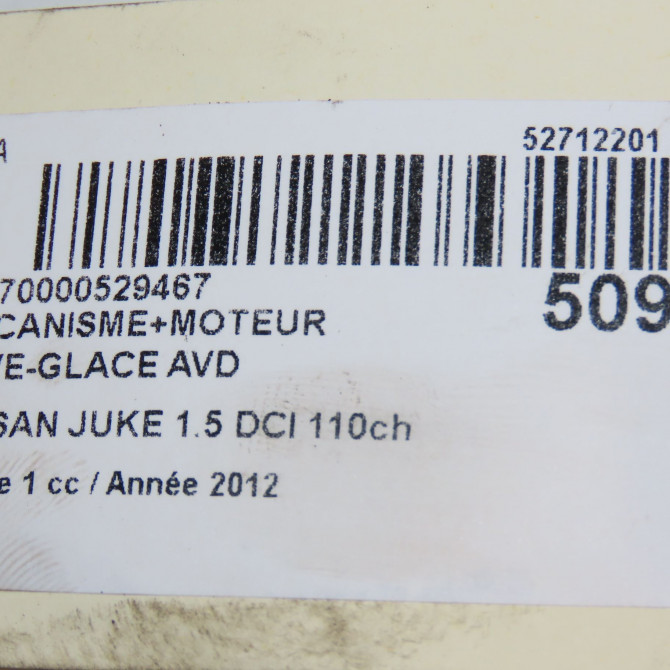 A 52712201
70000529467 509
CANISME+MOTEUR
VE-GLACE AVD
SAN JUKE 1.5 DCI 110ch
e 1 cc / Année 2012